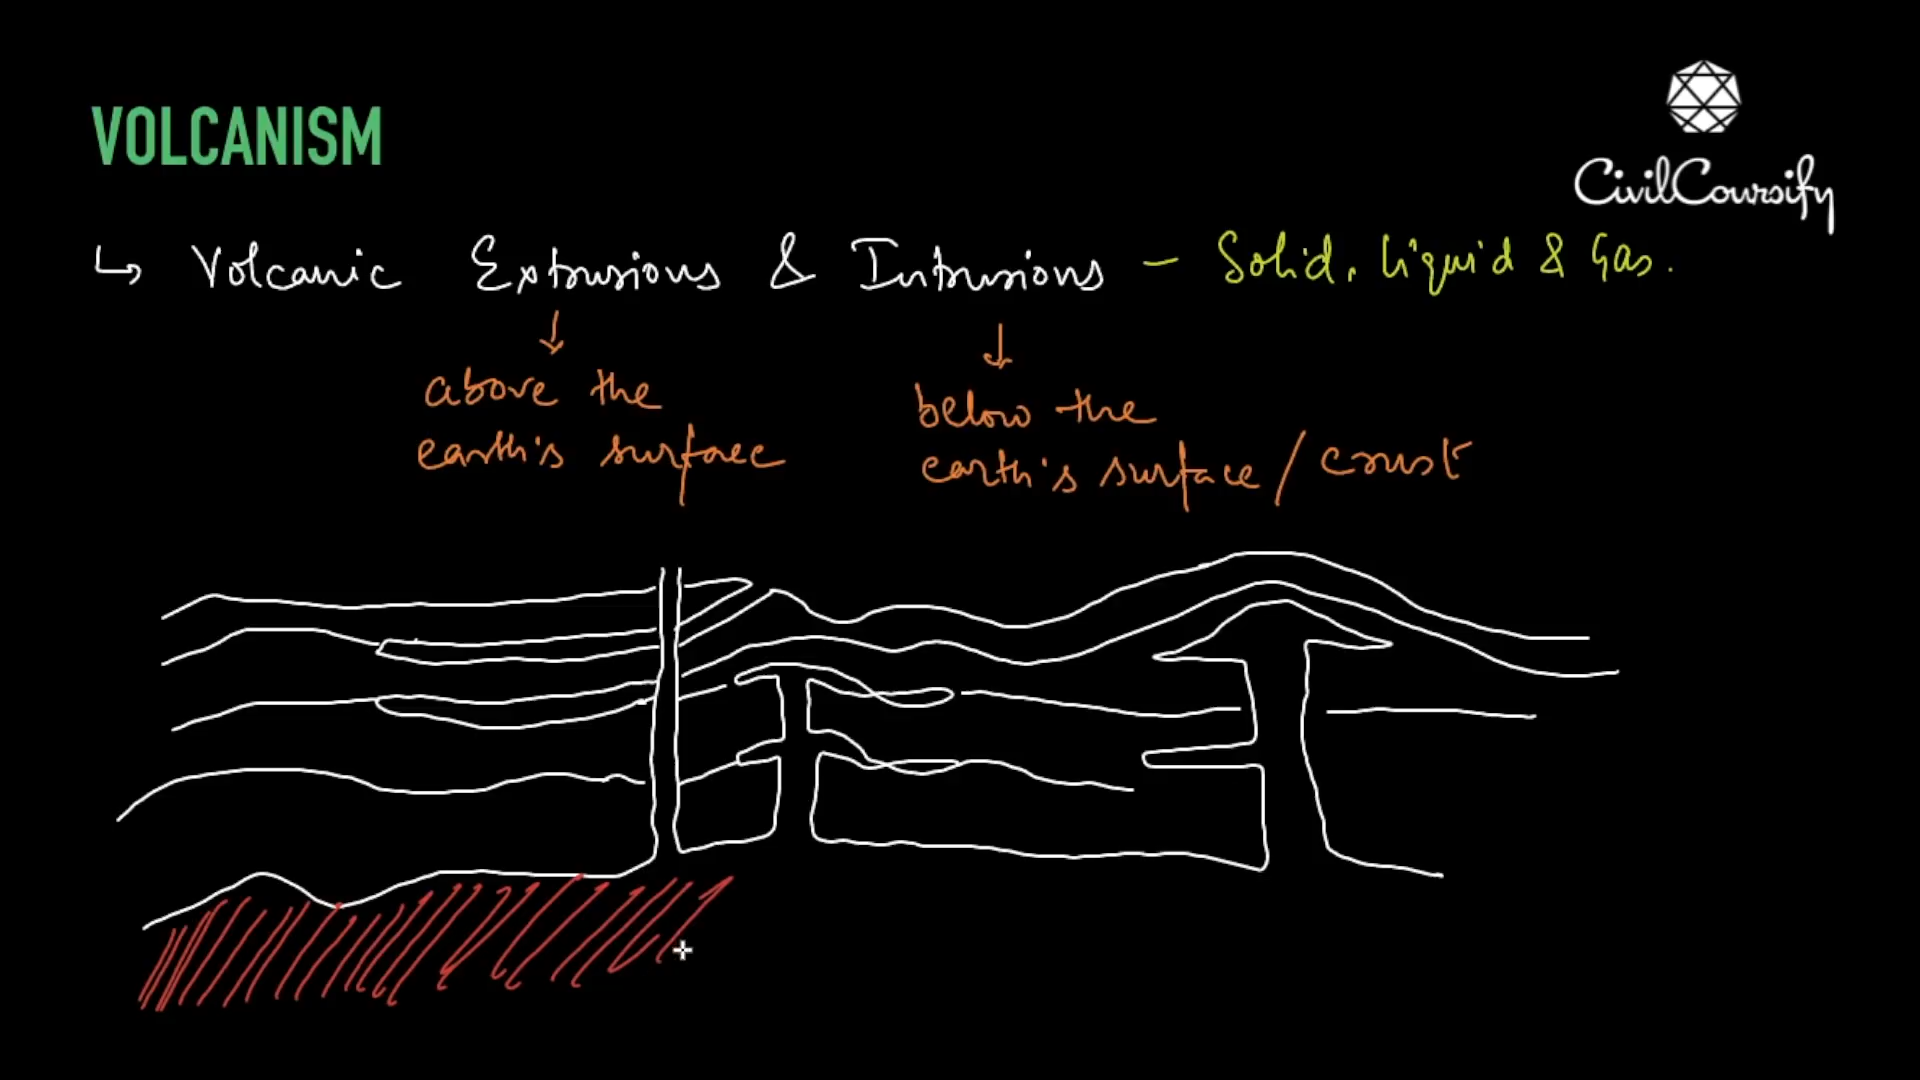 VOLCANISM
CivilCoursify
↳ Volcanic Extrusions & Intrusions – Solid, Liquid & Gas.
above the
earth's surface
below the
earth's surface / crust